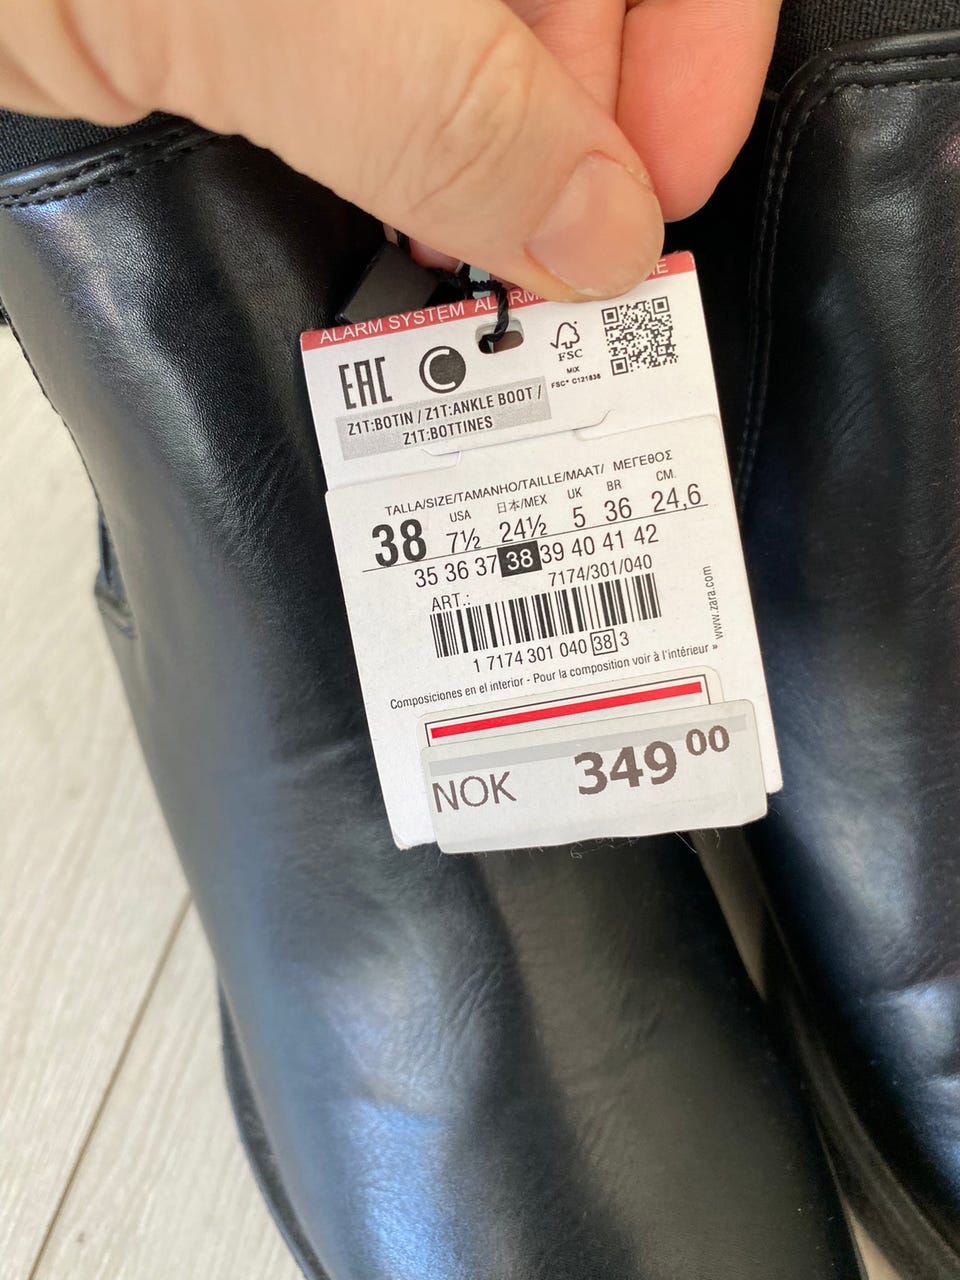 ALARM SYSTEM ALARM
EAC
FSC
MIX
FSC® C121836
Z1T:BOTIN / Z1T:ANKLE BOOT /
Z1T:BOTTINES
TALLA/SIZE/TAMANHO/TAILLE/MAAT/ ΜΕΓΕΘΟΣ
USA 日本/MEX UK BR CM.
38 7½ 24½ 5 36 24,6
35 36 37 38 39 40 41 42
ART.: 7174/301/040
1 7174 301 040 38 3
www.zara.com
Composiciones en el interior - Pour la composition voir à l'intérieur »
NOK 349 00